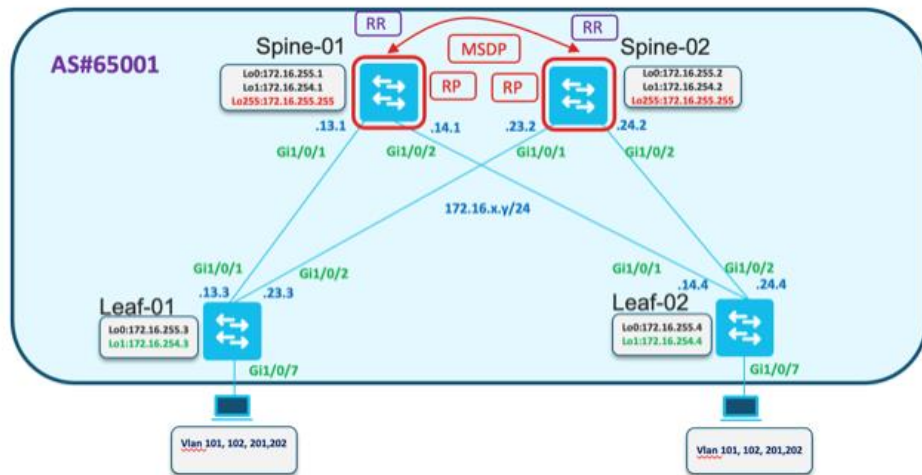 RR
RR
Spine-01
MSDP
Spine-02
AS#65001
Lo0:172.16.255.1
Lo1:172.16.254.1
Lo255:172.16.255.255
RP
RP
Lo0:172.16.255.2
Lo1:172.16.254.2
Lo255:172.16.255.255
.13.1
.14.1
.23.2
.24.2
Gi1/0/1
Gi1/0/2
Gi1/0/1
Gi1/0/2
172.16.x.y/24
Gi1/0/1
Gi1/0/2
Gi1/0/1
Gi1/0/2
.13.3
.23.3
.14.4
.24.4
Leaf-01
Leaf-02
Lo0:172.16.255.3
Lo1:172.16.254.3
Lo0:172.16.255.4
Lo1:172.16.254.4
Gi1/0/7
Gi1/0/7
Vlan 101, 102, 201,202
Vlan 101, 102, 201,202